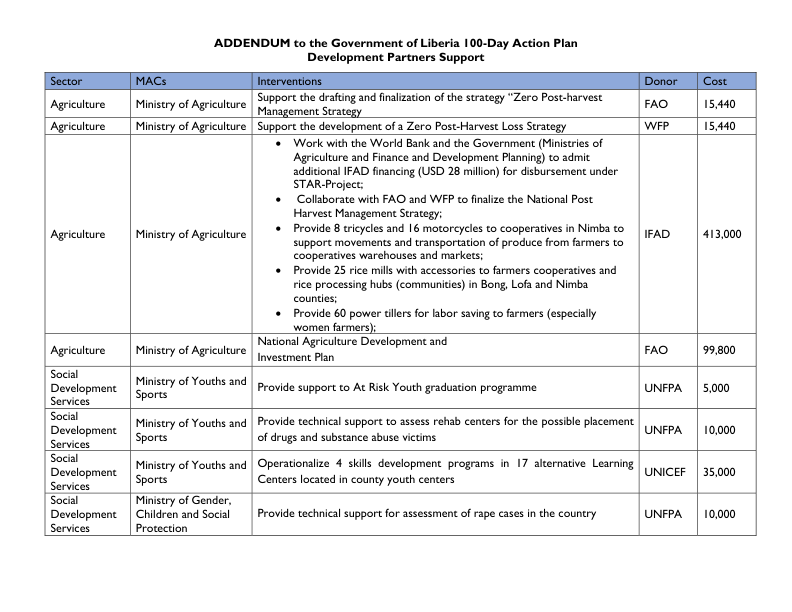 ADDENDUM to the Government of Liberia 100-Day Action Plan
Development Partners Support
Sector MACs Interventions Donor Cost
Agriculture Ministry of Agriculture Support the drafting and finalization of the strategy “Zero Post-harvest
Management Strategy FAO 15,440
Agriculture Ministry of Agriculture Support the development of a Zero Post-Harvest Loss Strategy WFP 15,440
Agriculture Ministry of Agriculture
• Work with the World Bank and the Government (Ministries of
Agriculture and Finance and Development Planning) to admit
additional IFAD financing (USD 28 million) for disbursement under
STAR-Project;
• Collaborate with FAO and WFP to finalize the National Post
Harvest Management Strategy;
• Provide 8 tricycles and 16 motorcycles to cooperatives in Nimba to
support movements and transportation of produce from farmers to
cooperatives warehouses and markets;
• Provide 25 rice mills with accessories to farmers cooperatives and
rice processing hubs (communities) in Bong, Lofa and Nimba
counties;
• Provide 60 power tillers for labor saving to farmers (especially
women farmers);
IFAD 413,000
Agriculture Ministry of Agriculture National Agriculture Development and
Investment Plan FAO 99,800
Social
Development
Services
Ministry of Youths and
Sports
Provide support to At Risk Youth graduation programme UNFPA 5,000
Social
Development
Services
Ministry of Youths and
Sports
Provide technical support to assess rehab centers for the possible placement
of drugs and substance abuse victims
UNFPA 10,000
Social
Development
Services
Ministry of Youths and
Sports
Operationalize 4 skills development programs in 17 alternative Learning
Centers located in county youth centers
UNICEF 35,000
Social
Development
Services
Ministry of Gender,
Children and Social
Protection
Provide technical support for assessment of rape cases in the country UNFPA 10,000